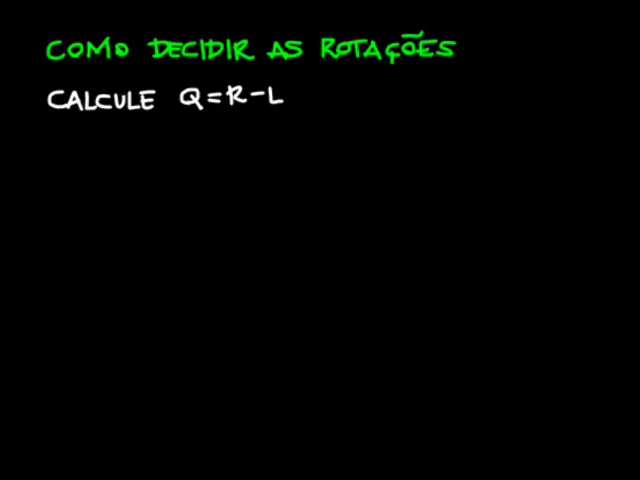 COMO DECIDIR AS ROTAÇÕES
CALCULE Q=R-L